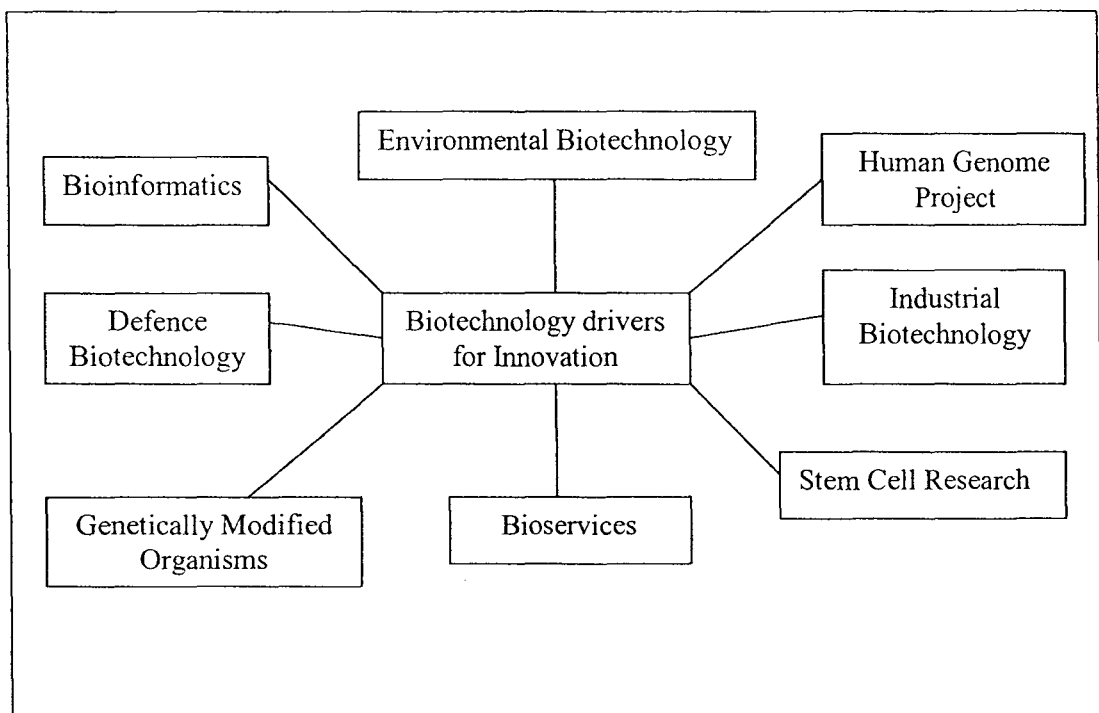 Environmental Biotechnology
Bioinformatics
Human Genome
Project
Defence
Biotechnology
Biotechnology drivers
for Innovation
Industrial
Biotechnology
Genetically Modified
Organisms
Bioservices
Stem Cell Research